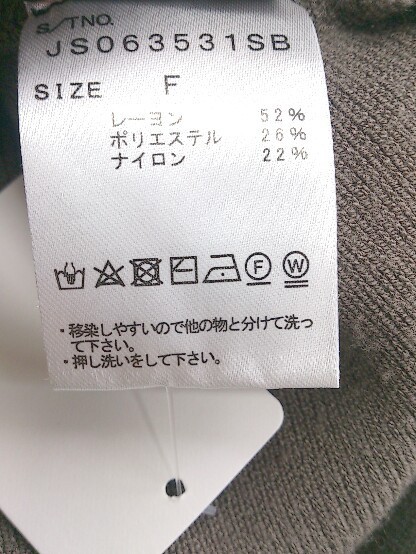 S/TNO.
JS063531SB
SIZE F
レーヨン 52%
ポリエステル 26%
ナイロン 22%
F W
・移染しやすいので他の物と分けて洗っ
て下さい。
・押し洗いをして下さい。